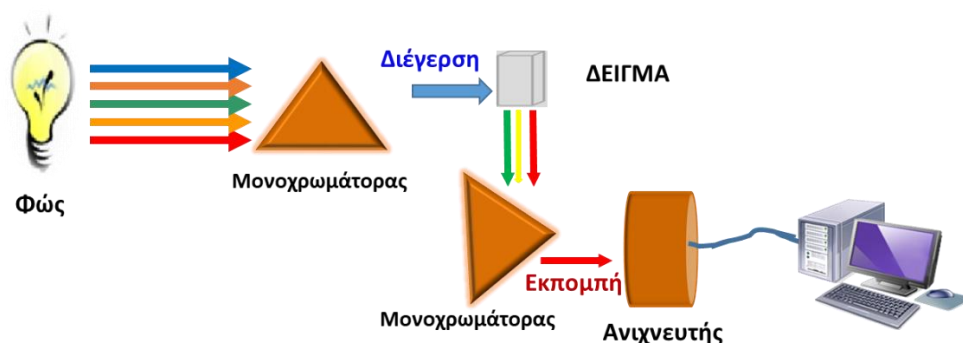 Διέγερση
ΔΕΙΓΜΑ
Μονοχρωμάτορας
Φώς
Εκπομπή
Μονοχρωμάτορας
Ανιχνευτής